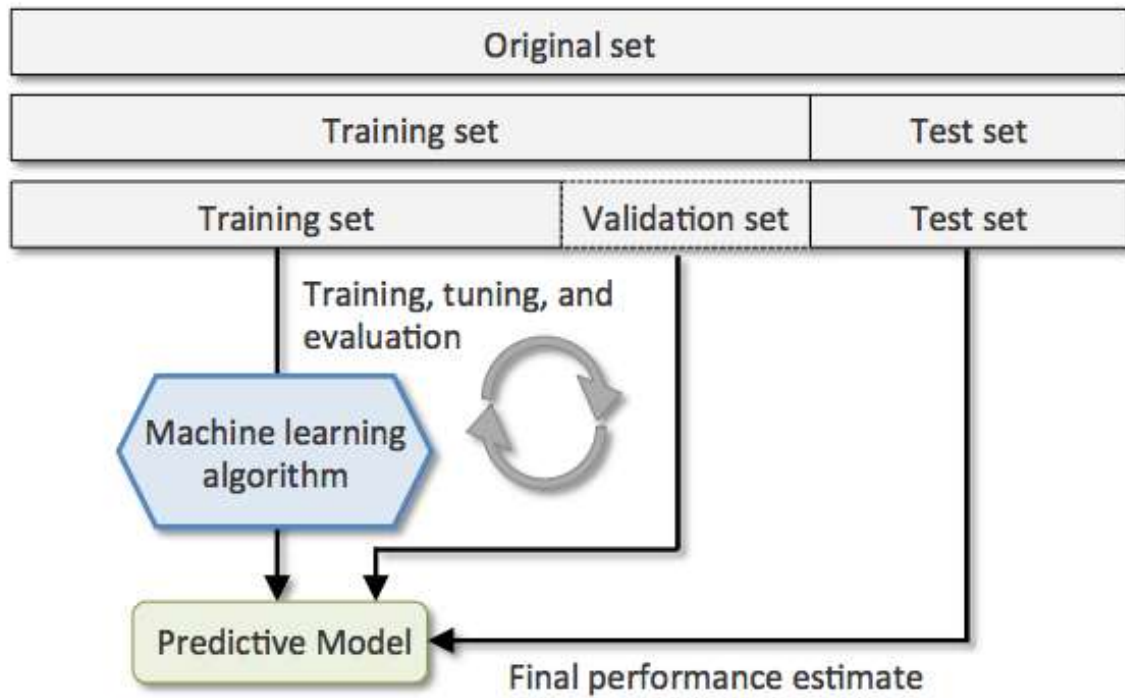 Original set
Training set
Test set
Training set
Validation set
Test set
Training, tuning, and
evaluation
Machine learning
algorithm
Predictive Model
Final performance estimate